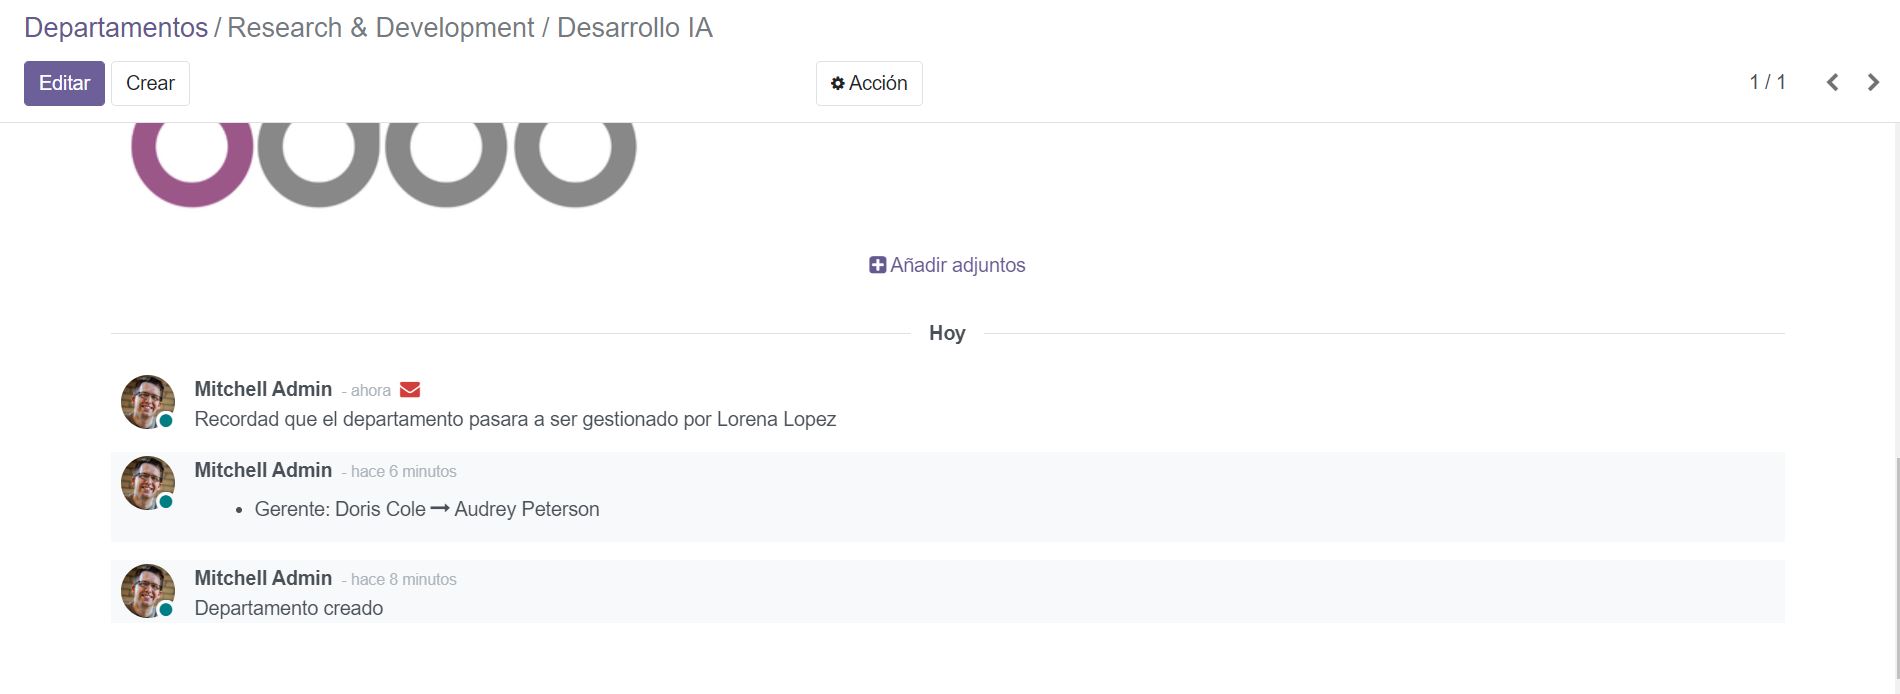 Departamentos / Research & Development / Desarrollo IA
Editar Crear Acción 1 / 1
Añadir adjuntos
Hoy
Mitchell Admin - ahora
Recordad que el departamento pasara a ser gestionado por Lorena Lopez
Mitchell Admin - hace 6 minutos
• Gerente: Doris Cole → Audrey Peterson
Mitchell Admin - hace 8 minutos
Departamento creado